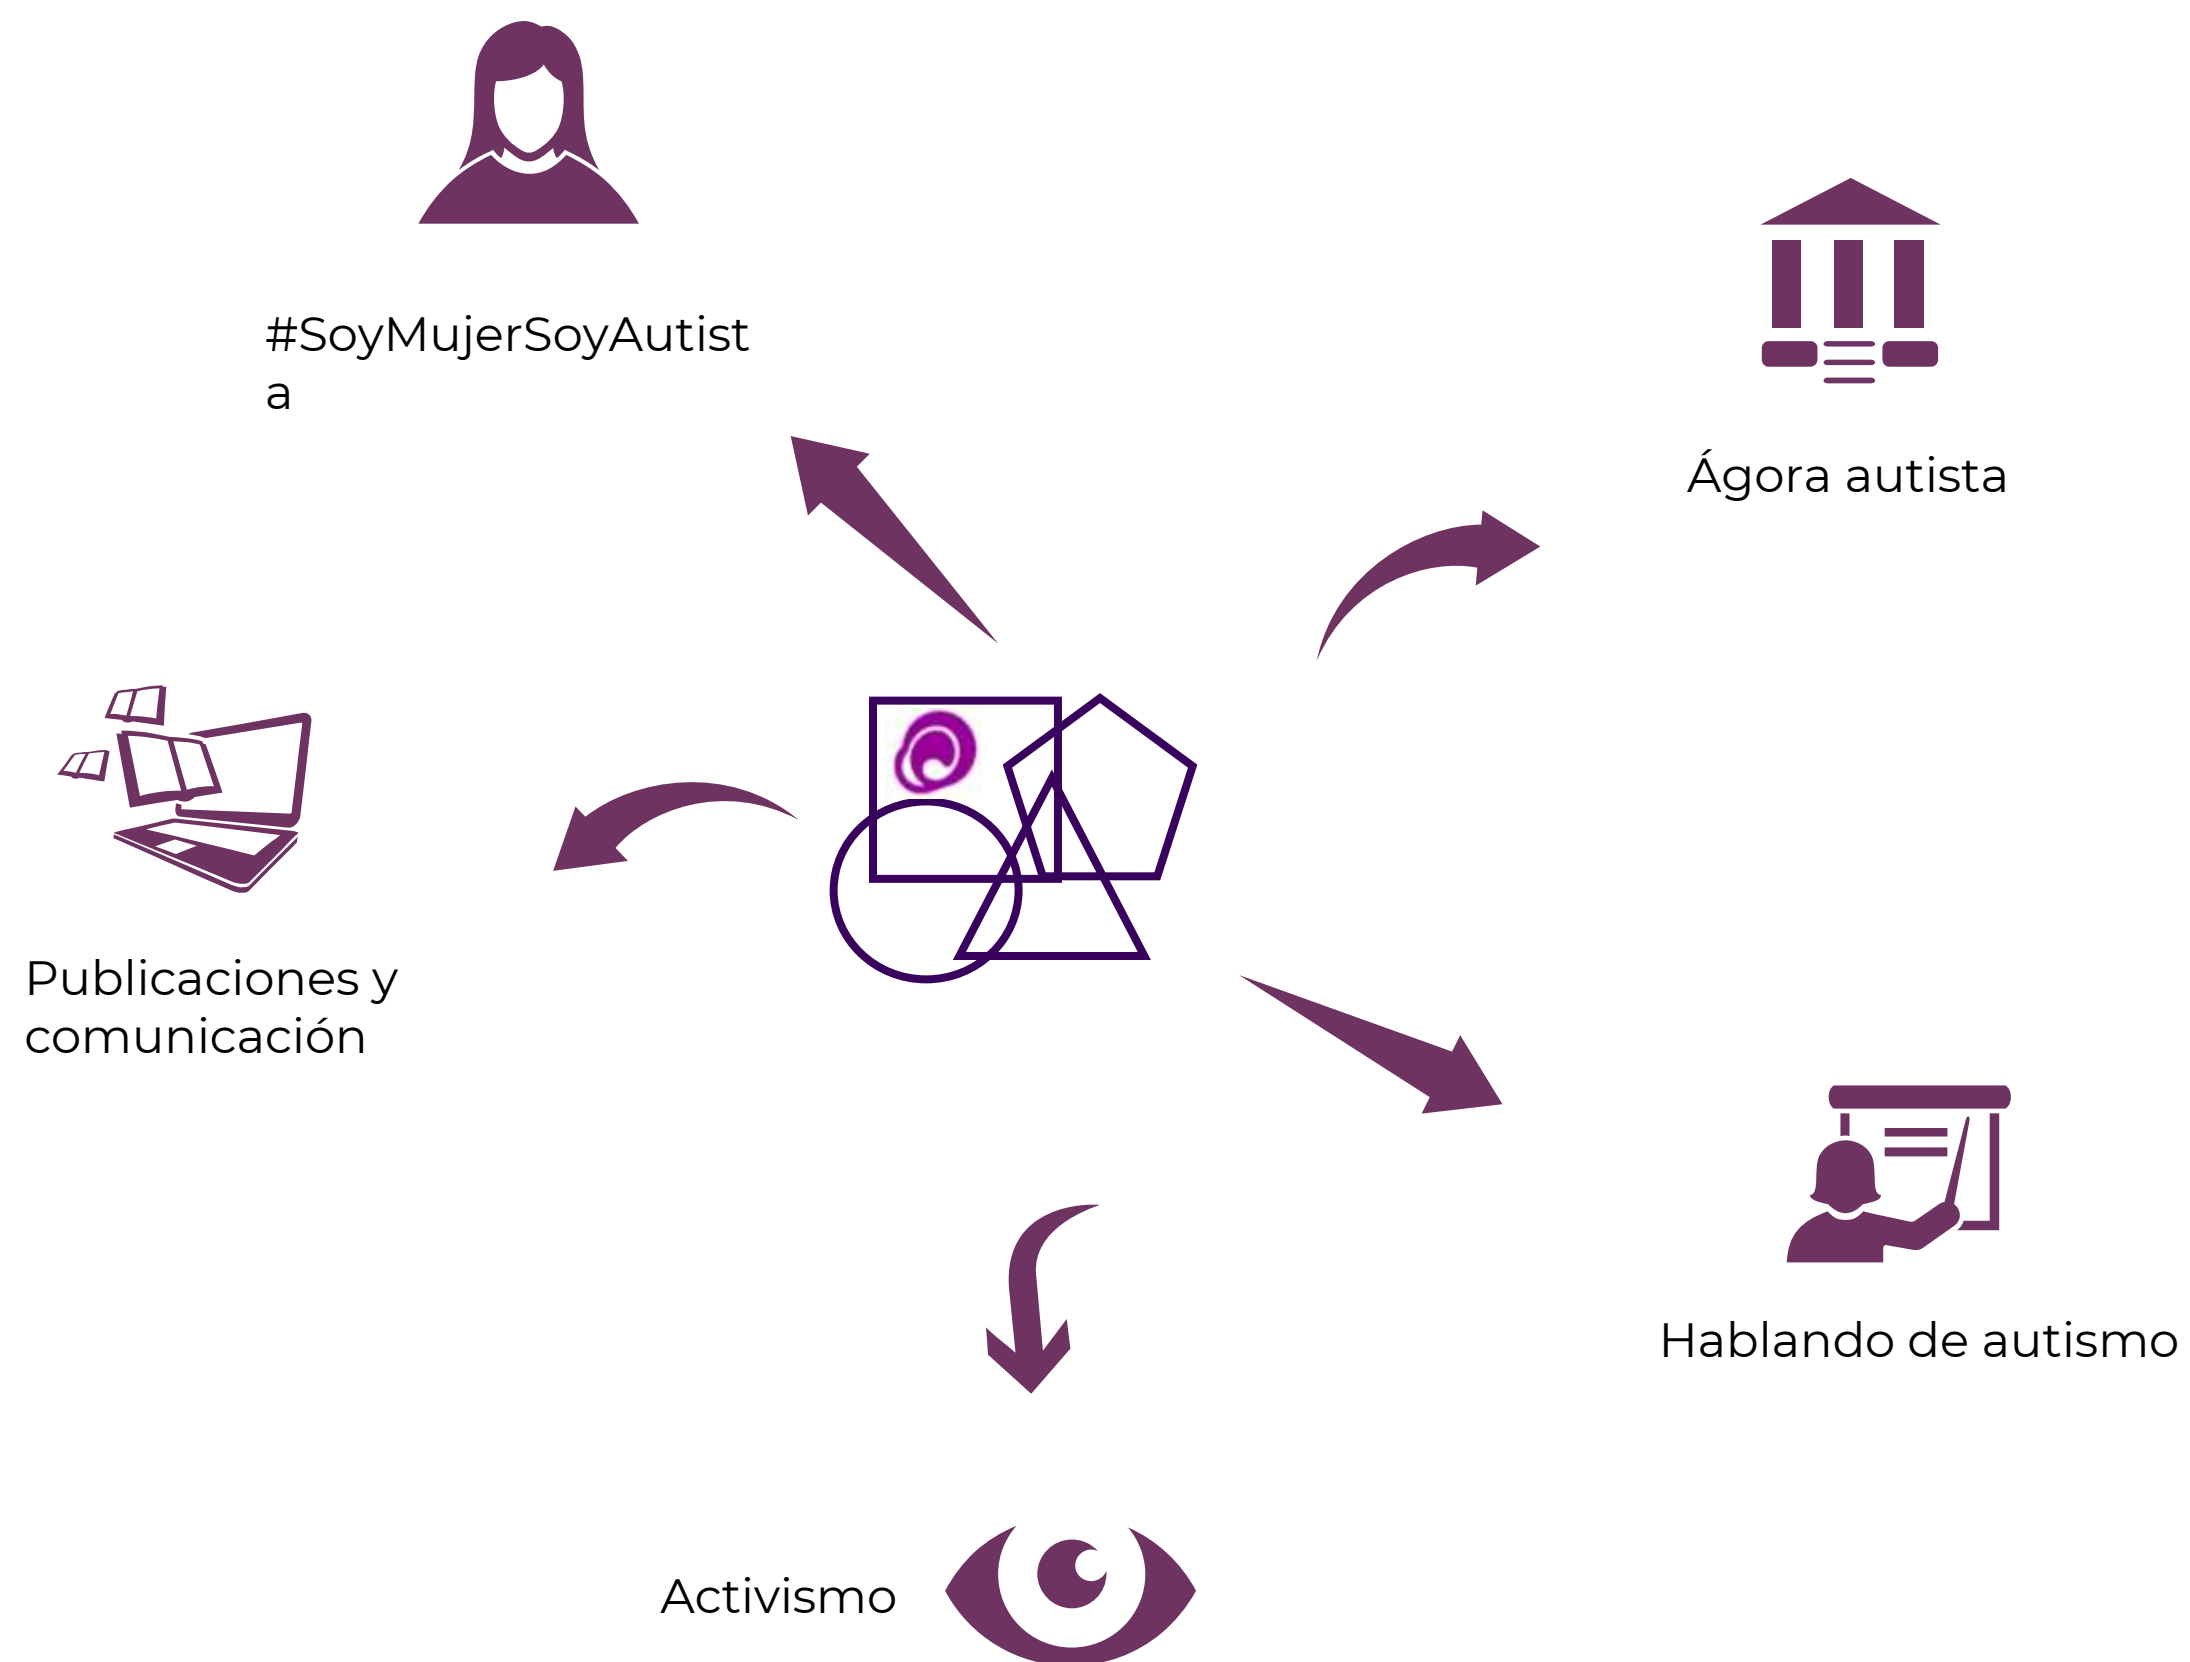 #SoyMujerSoyAutist
a
Ágora autista
Publicaciones y
comunicación
Hablando de autismo
Activismo